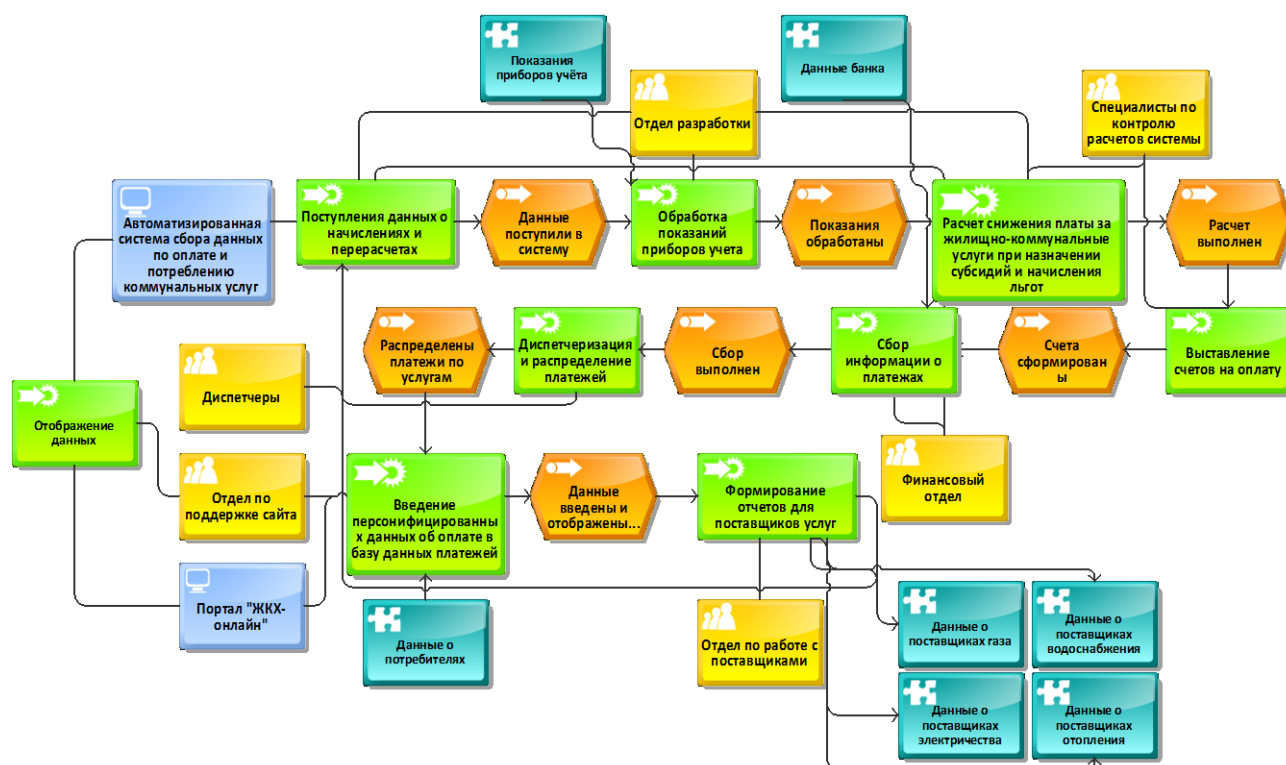 Показания
приборов учёта
Данные банка
Отдел разработки
Специалисты по
контролю
расчетов системы
Автоматизированная
система сбора данных
по оплате и
потреблению
коммунальных услуг
Поступления данных о
начислениях и
перерасчетах
Данные
поступили в
систему
Обработка
показаний
приборов учета
Показания
обработаны
Расчет снижения платы за
жилищно-коммунальные
услуги при назначении
субсидий и начисления
льгот
Расчет
выполнен
Распределены
платежи по
услугам
Диспетчеризация
и распределение
платежей
Сбор
выполнен
Сбор
информации о
платежах
Счета
сформирован
ы
Выставление
счетов на оплату
Диспетчеры
Отображение
данных
Отдел по
поддержке сайта
Введение
персонифицированны
х данных об оплате в
базу данных платежей
Данные
введены и
отображены...
Формирование
отчетов для
поставщиков услуг
Финансовый
отдел
Портал "ЖКХ-
онлайн"
Данные о
потребителях
Отдел по работе с
поставщиками
Данные о
поставщиках газа
Данные о
поставщиках
водоснабжения
Данные о
поставщиках
электричества
Данные о
поставщиках
отопления